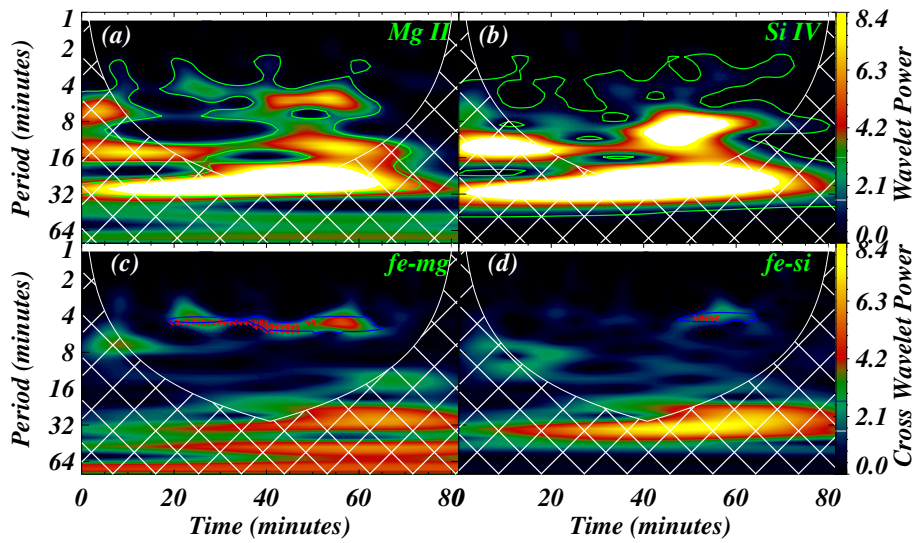 (a) Mg II (b) Si IV
1 2 4 8 16 32 64
Period (minutes)
8.4 6.3 4.2 2.1 0.0
Wavelet Power
(c) fe-mg (d) fe-si
1 4 8 16 32 64
Period (minutes)
8.4 6.3 4.2 2.1 0.0
Cross Wavelet Power
0 20 40 60 80 0 20 40 60 80
Time (minutes) Time (minutes)